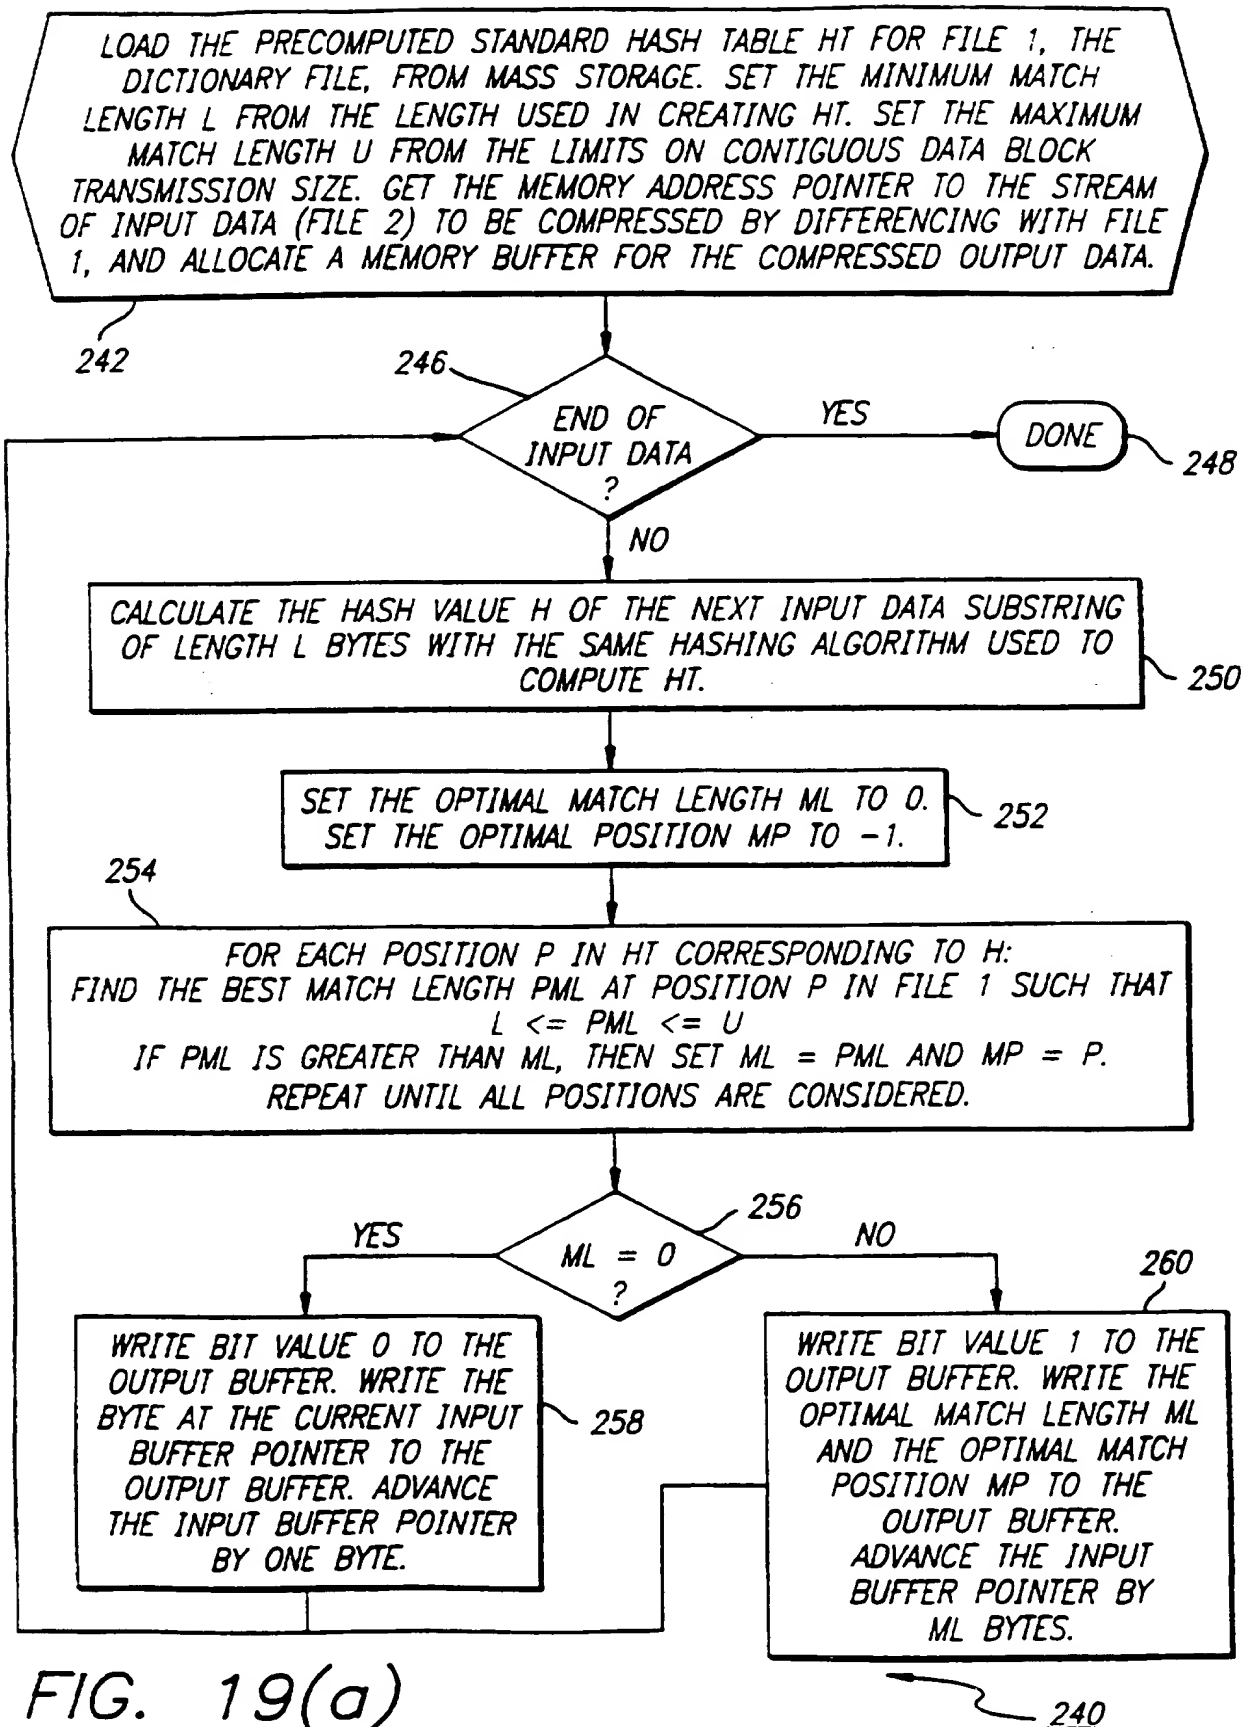 LOAD THE PRECOMPUTED STANDARD HASH TABLE HT FOR FILE 1, THE
DICTIONARY FILE, FROM MASS STORAGE. SET THE MINIMUM MATCH
LENGTH L FROM THE LENGTH USED IN CREATING HT. SET THE MAXIMUM
MATCH LENGTH U FROM THE LIMITS ON CONTIGUOUS DATA BLOCK
TRANSMISSION SIZE. GET THE MEMORY ADDRESS POINTER TO THE STREAM
OF INPUT DATA (FILE 2) TO BE COMPRESSED BY DIFFERENCING WITH FILE
1, AND ALLOCATE A MEMORY BUFFER FOR THE COMPRESSED OUTPUT DATA.
242
246
END OF
INPUT DATA
?
YES
DONE
248
NO
CALCULATE THE HASH VALUE H OF THE NEXT INPUT DATA SUBSTRING
OF LENGTH L BYTES WITH THE SAME HASHING ALGORITHM USED TO
COMPUTE HT.
250
SET THE OPTIMAL MATCH LENGTH ML TO 0.
SET THE OPTIMAL POSITION MP TO -1.
252
254
FOR EACH POSITION P IN HT CORRESPONDING TO H:
FIND THE BEST MATCH LENGTH PML AT POSITION P IN FILE 1 SUCH THAT
L <= PML <= U
IF PML IS GREATER THAN ML, THEN SET ML = PML AND MP = P.
REPEAT UNTIL ALL POSITIONS ARE CONSIDERED.
256
YES
ML = 0
?
NO
260
WRITE BIT VALUE 0 TO THE
OUTPUT BUFFER. WRITE THE
BYTE AT THE CURRENT INPUT
BUFFER POINTER TO THE
OUTPUT BUFFER. ADVANCE
THE INPUT BUFFER POINTER
BY ONE BYTE.
258
WRITE BIT VALUE 1 TO THE
OUTPUT BUFFER. WRITE THE
OPTIMAL MATCH LENGTH ML
AND THE OPTIMAL MATCH
POSITION MP TO THE
OUTPUT BUFFER.
ADVANCE THE INPUT
BUFFER POINTER BY
ML BYTES.
FIG. 19(a)
240